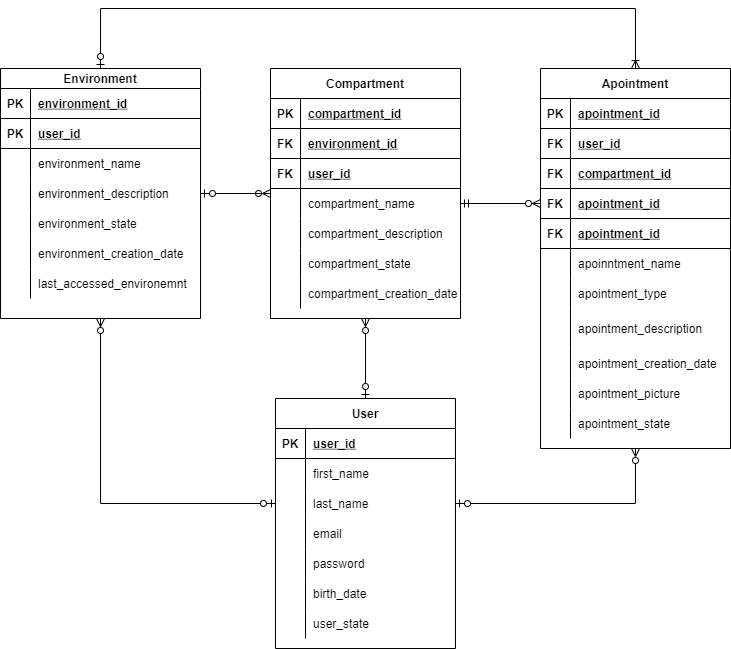 Environment
PK environment_id
PK user_id
environment_name
environment_description
environment_state
environment_creation_date
last_accessed_environemnt
Compartment
PK compartment_id
FK environment_id
FK user_id
compartment_name
compartment_description
compartment_state
compartment_creation_date
Apointment
PK apointment_id
FK user_id
FK compartment_id
FK apointment_id
FK apointment_id
apoinntment_name
apointment_type
apointment_description
apointment_creation_date
apointment_picture
apointment_state
User
PK user_id
first_name
last_name
email
password
birth_date
user_state